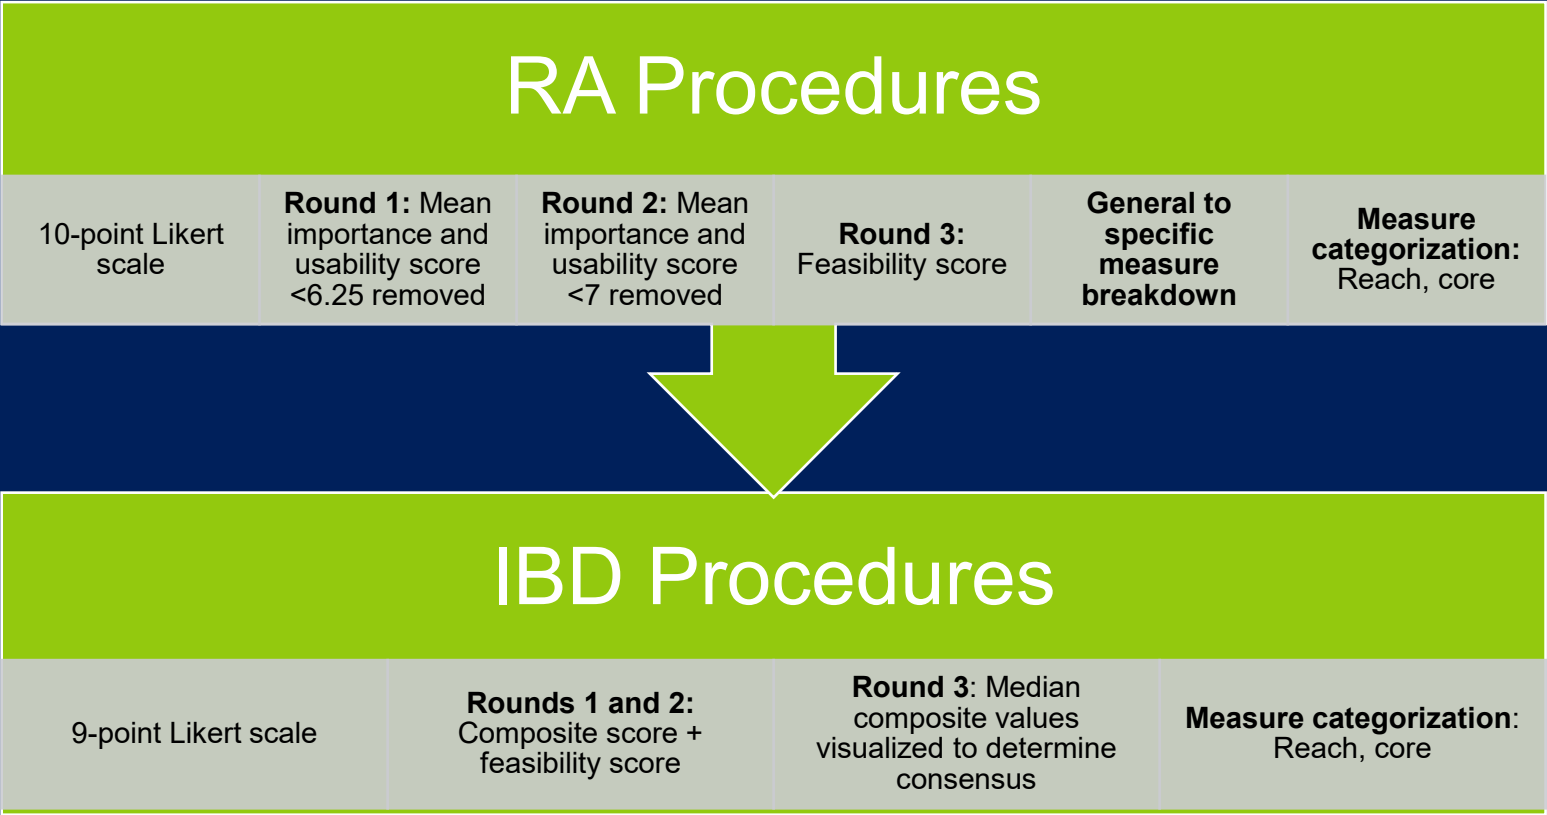 RA Procedures
10-point Likert
scale
Round 1: Mean
importance and
usability score
<6.25 removed
Round 2: Mean
importance and
usability score
<7 removed
Round 3:
Feasibility score
General to
specific
measure
breakdown
Measure
categorization:
Reach, core
IBD Procedures
9-point Likert scale
Rounds 1 and 2:
Composite score +
feasibility score
Round 3: Median
composite values
visualized to determine
consensus
Measure categorization:
Reach, core